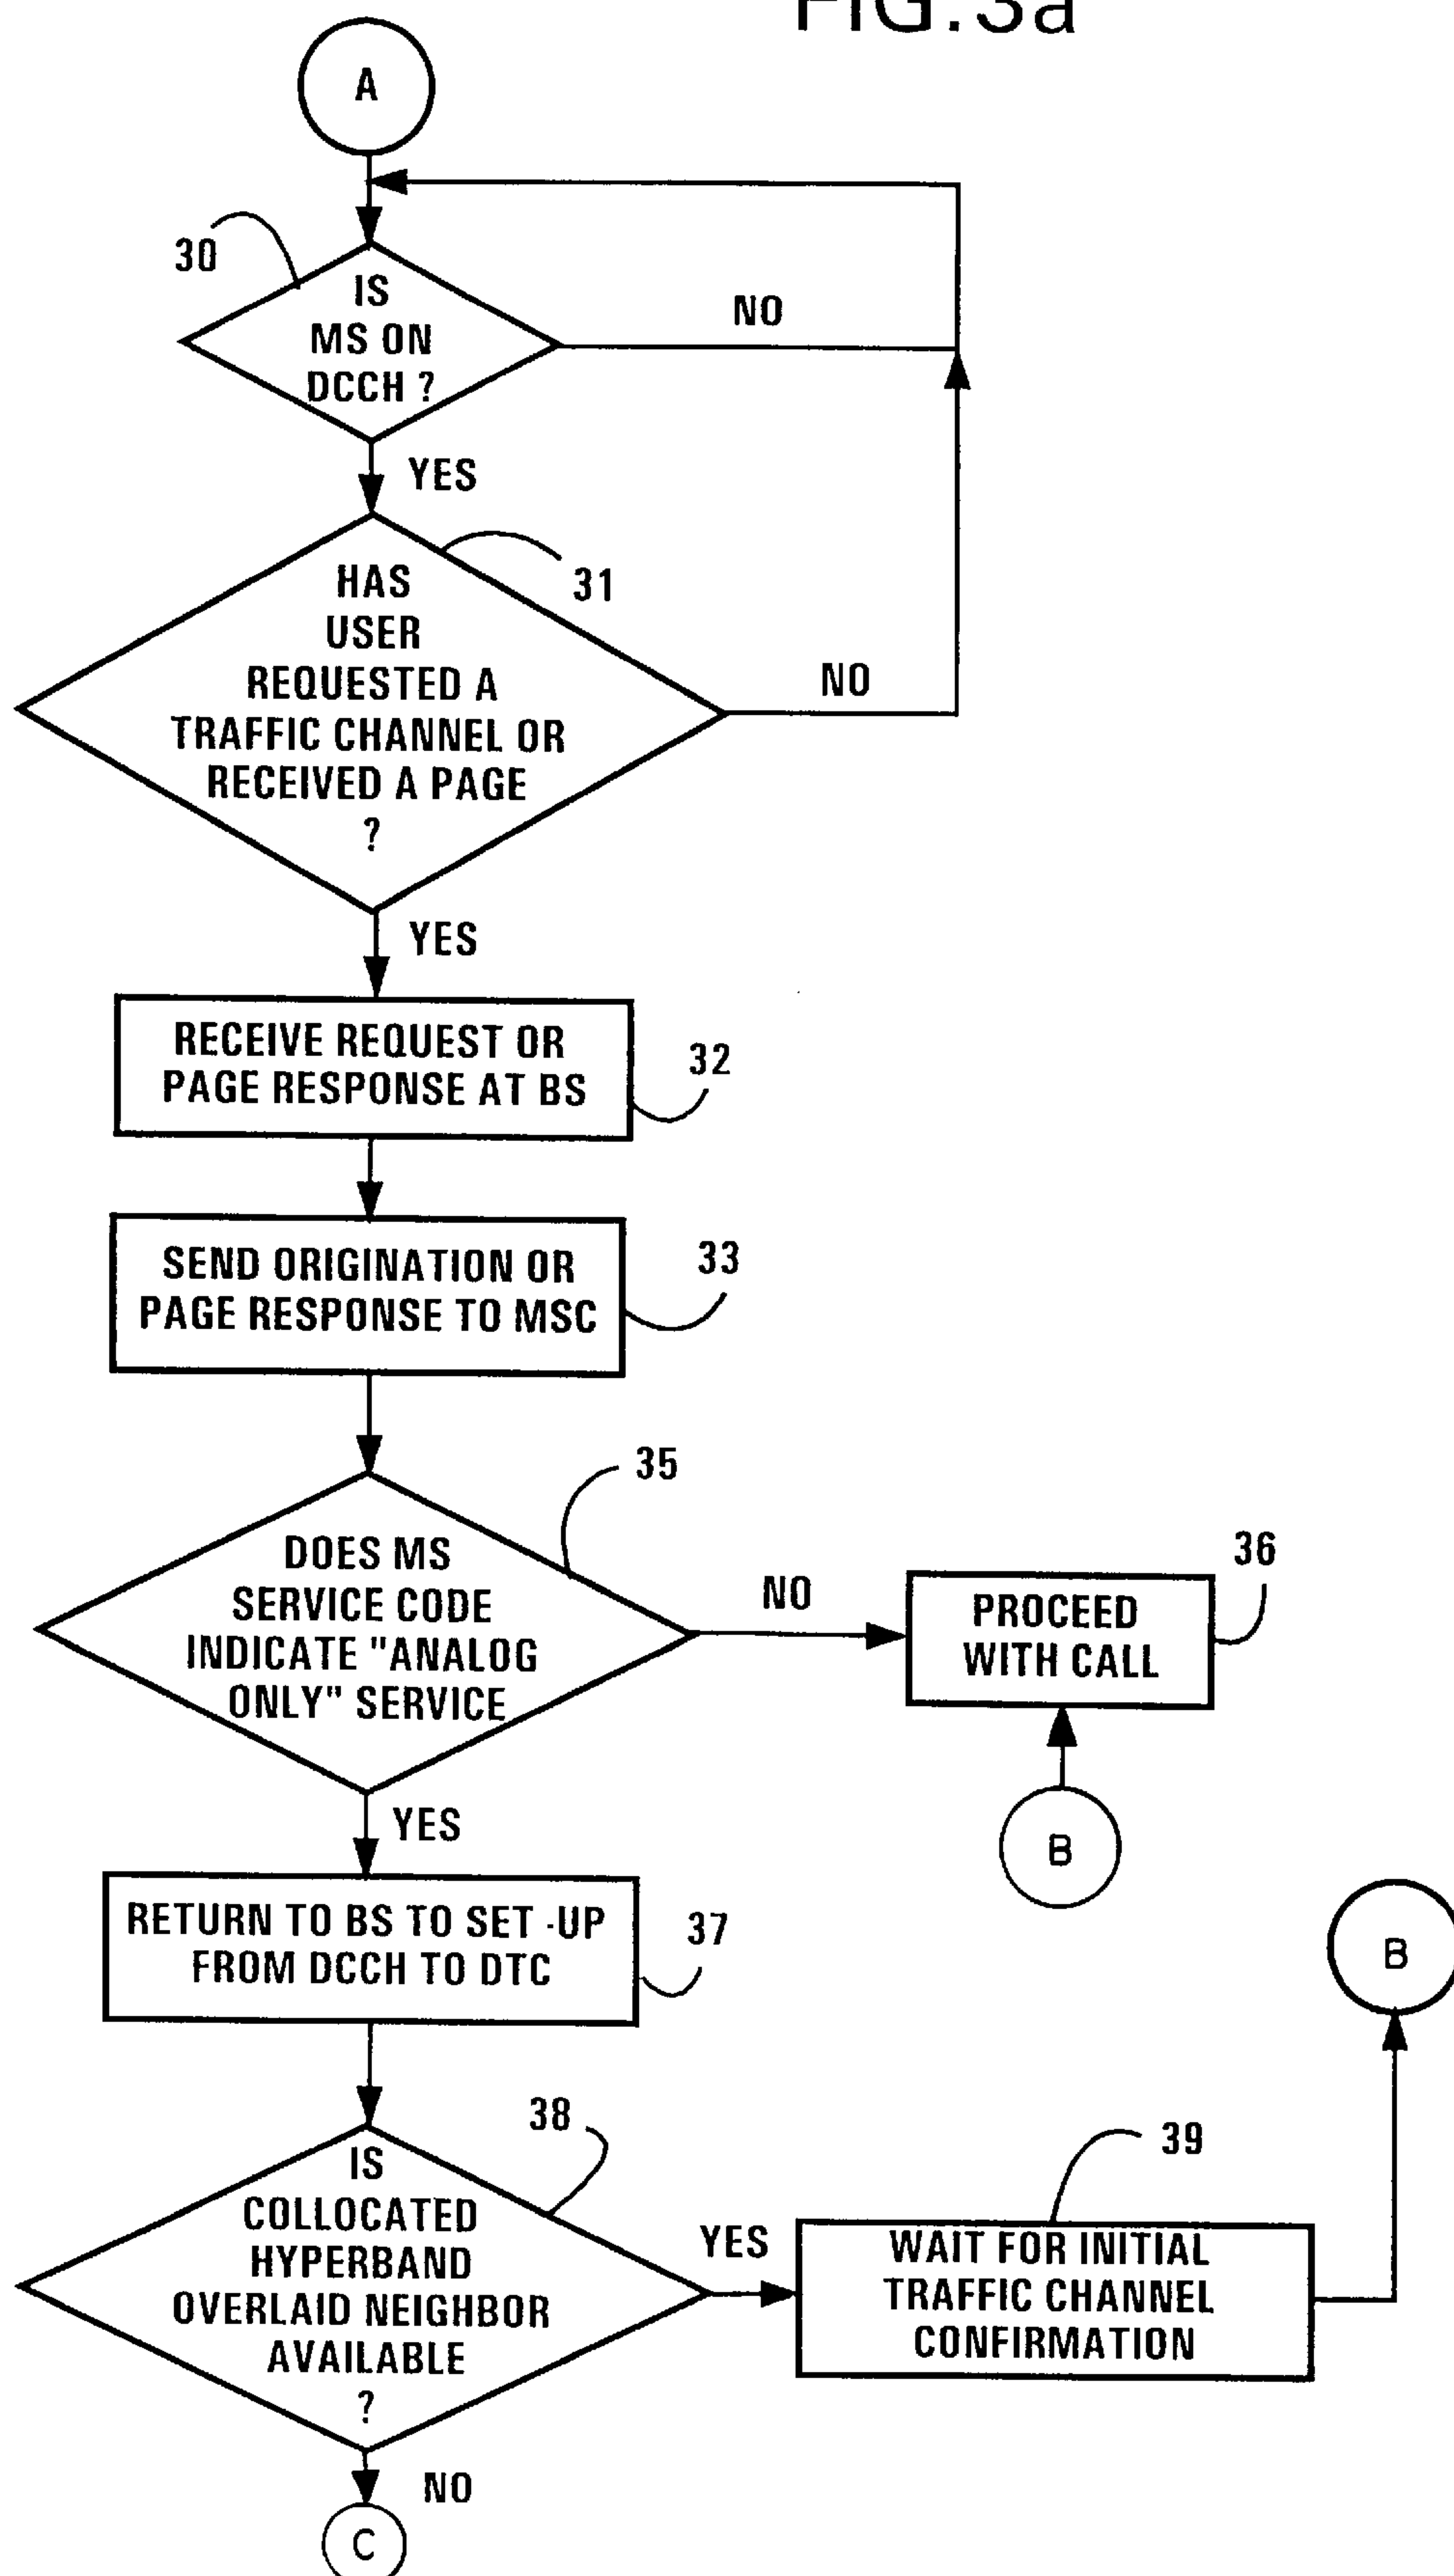 FIG.3a
A
30
IS
MS ON
DCCH ?
NO
YES
31
HAS
USER
REQUESTED A
TRAFFIC CHANNEL OR
RECEIVED A PAGE
?
NO
YES
RECEIVE REQUEST OR
PAGE RESPONSE AT BS
32
SEND ORIGINATION OR
PAGE RESPONSE TO MSC
33
35
DOES MS
SERVICE CODE
INDICATE "ANALOG
ONLY" SERVICE
NO
36
PROCEED
WITH CALL
B
YES
RETURN TO BS TO SET -UP
FROM DCCH TO DTC
37
B
38
IS
COLLOCATED
HYPERBAND
OVERLAID NEIGHBOR
AVAILABLE
?
YES
39
WAIT FOR INITIAL
TRAFFIC CHANNEL
CONFIRMATION
NO
C